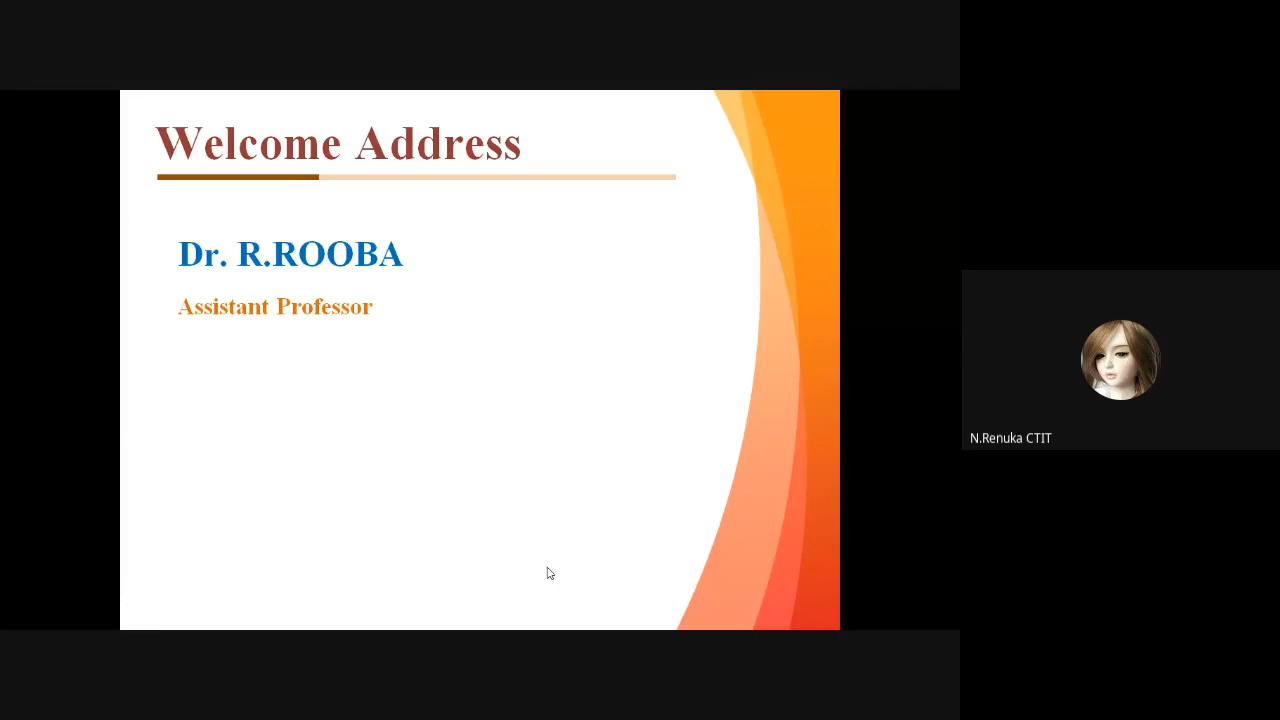 Welcome Address
Dr. R.ROOBA
Assistant Professor
N.Renuka CTIT